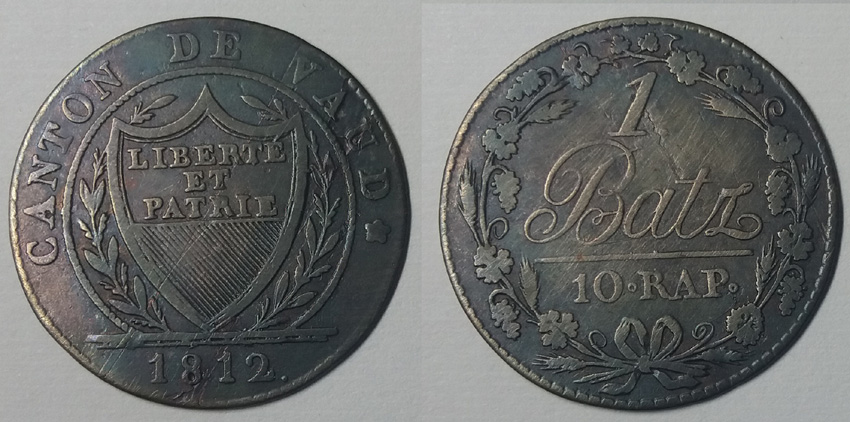 CANTON DE VAUD
LIBERTE
ET
PATRIE
1812.
1
Batz
10·RAP·